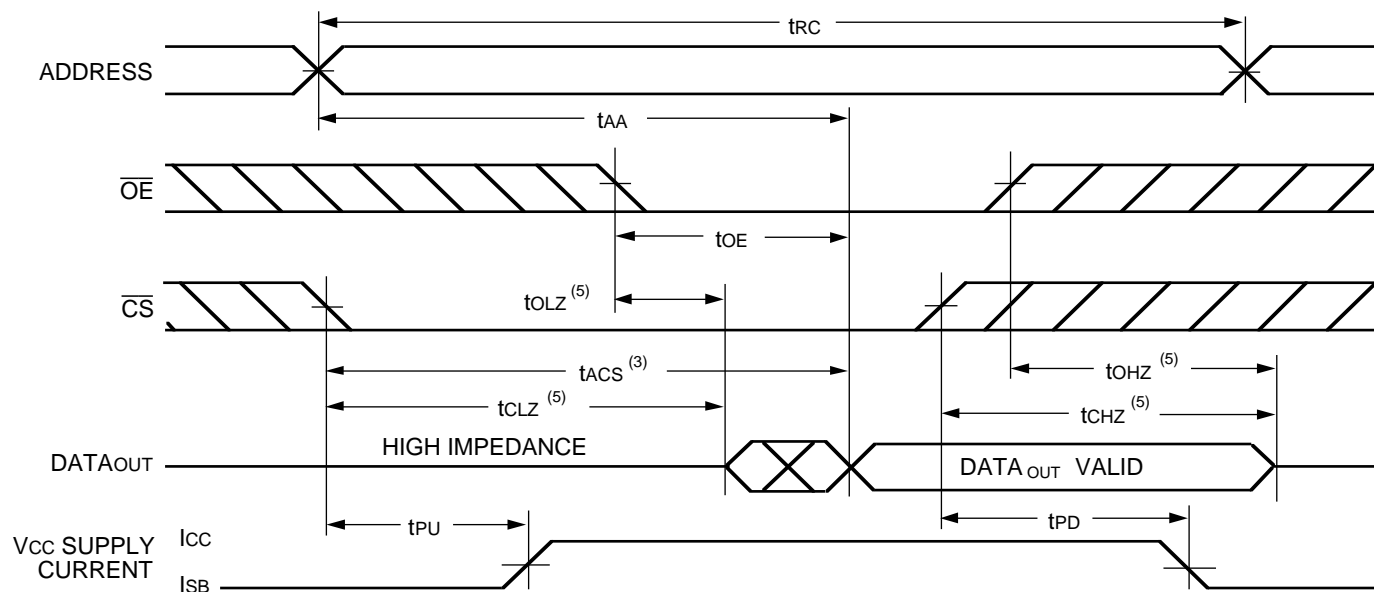 tRC
ADDRESS
tAA
OE
tOE
CS
tOLZ (5)
tACS (3)
tOHZ (5)
tCLZ (5)
tCHZ (5)
HIGH IMPEDANCE
DATAOUT
DATA OUT VALID
tPU
tPD
VCC SUPPLY
CURRENT
ICC
ISB